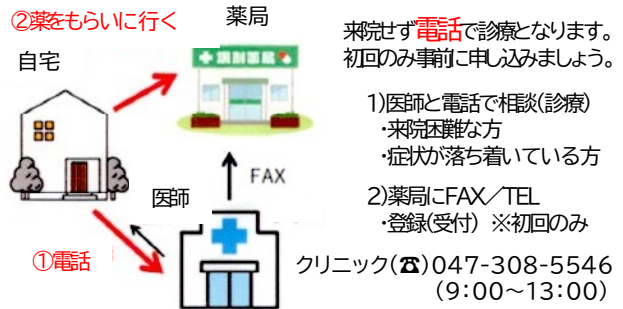 ②薬をもらいに行く
薬局
自宅
調剤薬局
FAX
医師
①電話
来院せず電話で診療となります。
初回のみ事前に申し込みましょう。
1)医師と電話で相談(診療)
・来院困難な方
・症状が落ち着いている方
2)薬局にFAX／TEL
・登録(受付) ※初回のみ
クリニック(☎)047-308-5546
(9:00～13:00)